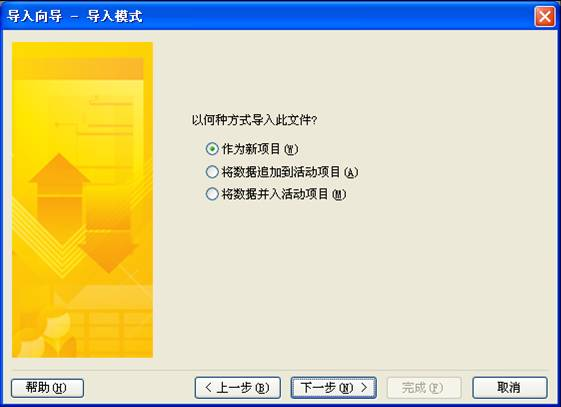 导入向导 - 导入模式
以何种方式导入此文件?
作为新项目(W)
将数据追加到活动项目(A)
将数据并入活动项目(M)
帮助(H)
< 上一步(B)
下一步(N) >
完成(F)
取消